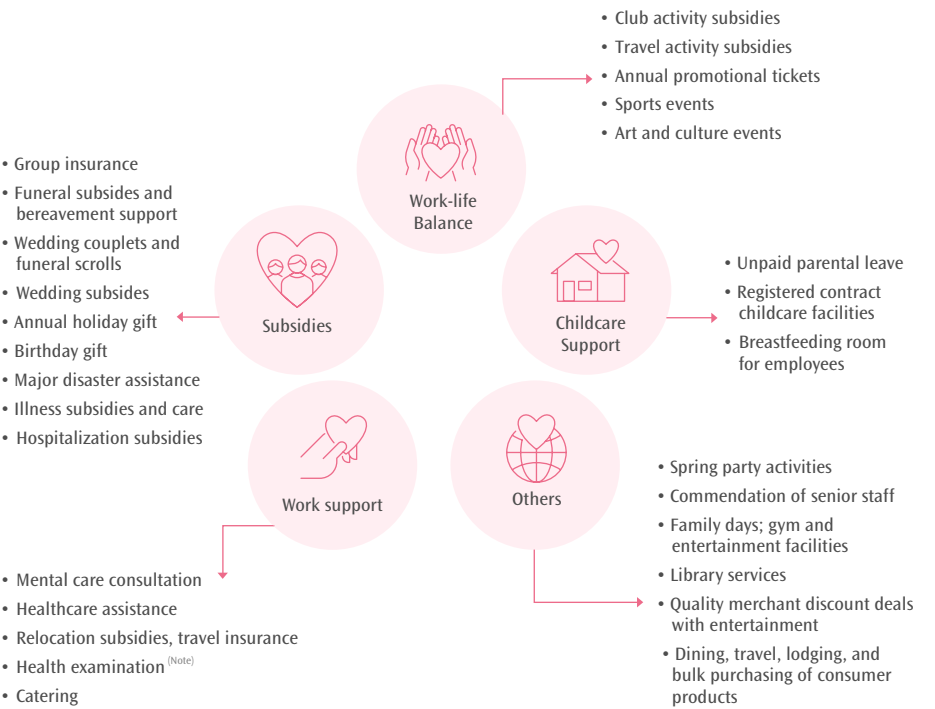 • Club activity subsidies
• Travel activity subsidies
• Annual promotional tickets
• Sports events
• Art and culture events
Work-life
Balance
• Group insurance
• Funeral subsides and
bereavement support
• Wedding couplets and
funeral scrolls
• Wedding subsides
• Annual holiday gift
• Birthday gift
• Major disaster assistance
• Illness subsidies and care
• Hospitalization subsidies
Subsidies
Childcare
Support
• Unpaid parental leave
• Registered contract
childcare facilities
• Breastfeeding room
for employees
Work support
• Mental care consultation
• Healthcare assistance
• Relocation subsidies, travel insurance
• Health examination (Note)
• Catering
Others
• Spring party activities
• Commendation of senior staff
• Family days; gym and
entertainment facilities
• Library services
• Quality merchant discount deals
with entertainment
• Dining, travel, lodging, and
bulk purchasing of consumer
products